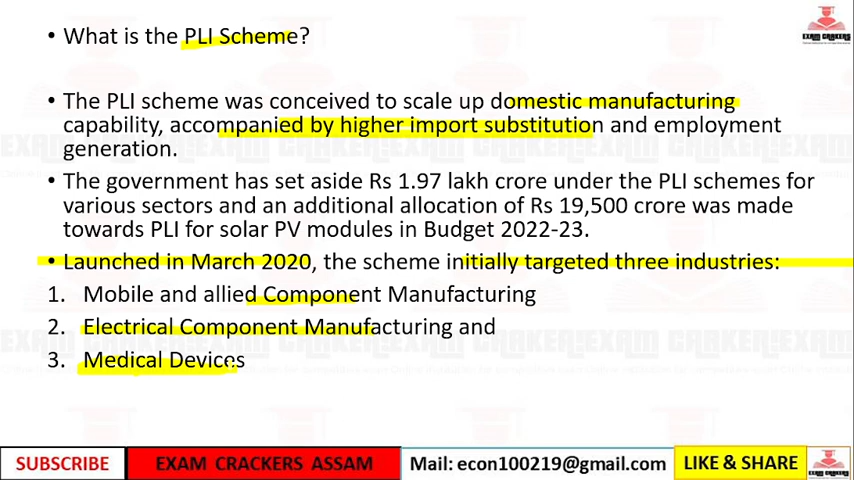 • What is the PLI Scheme?
EXAM CRAKERS
• The PLI scheme was conceived to scale up domestic manufacturing
capability, accompanied by higher import substitution and employment
generation.
• The government has set aside Rs 1.97 lakh crore under the PLI schemes for
various sectors and an additional allocation of Rs 19,500 crore was made
towards PLI for solar PV modules in Budget 2022-23.
• Launched in March 2020, the scheme initially targeted three industries:
1. Mobile and allied Component Manufacturing
2. Electrical Component Manufacturing and
3. Medical Devices
SUBSCRIBE EXAM CRACKERS ASSAM Mail: econ100219@gmail.com LIKE & SHARE